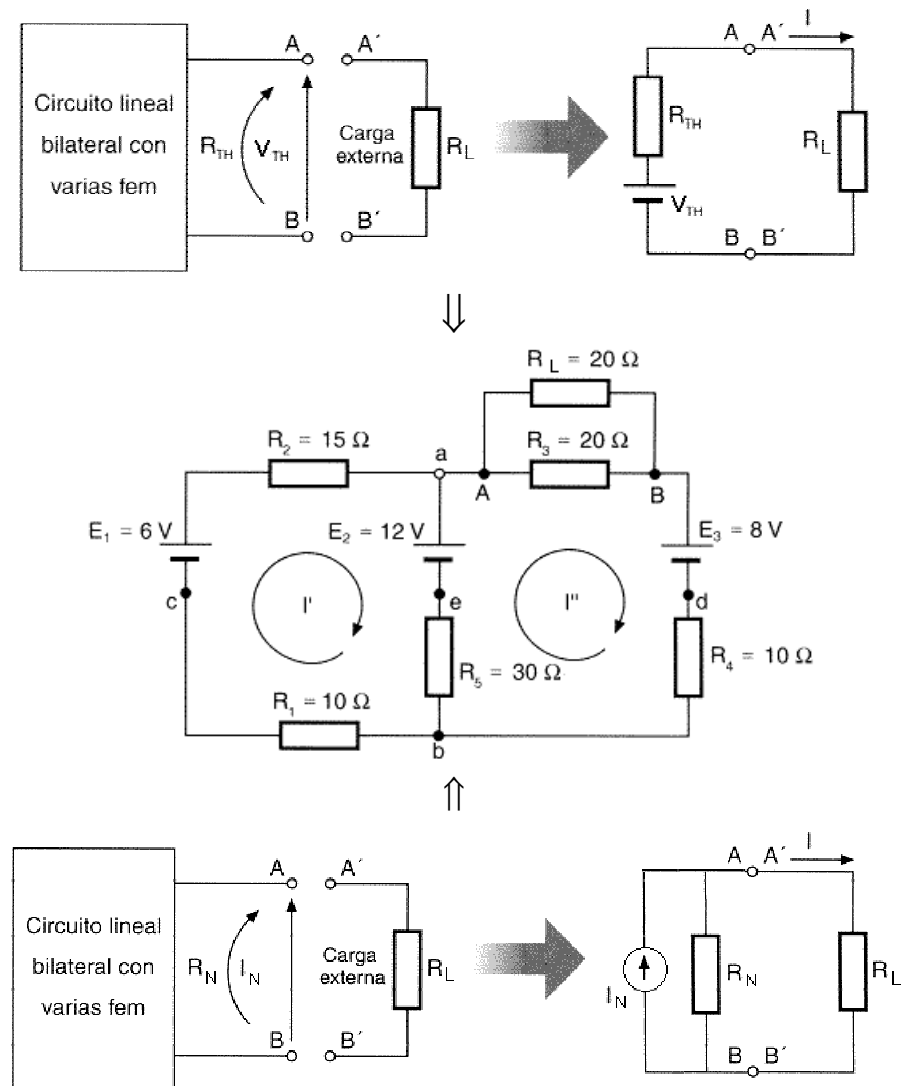 A A´ A A´ I
Circuito lineal
bilateral con
varias fem
R_TH V_TH Carga
externa R_L
R_TH
R_L
V_TH
B B´ B B´
⇓
R_L = 20 Ω
R_2 = 15 Ω a R_3 = 20 Ω
A B
E_1 = 6 V E_2 = 12 V E_3 = 8 V
c e d
I' I"
R_5 = 30 Ω R_4 = 10 Ω
R_1 = 10 Ω
b
⇑
A A´ A A´ I
Circuito lineal
bilateral con
varias fem
R_N I_N Carga
externa R_L
I_N R_N R_L
B B´ B B´